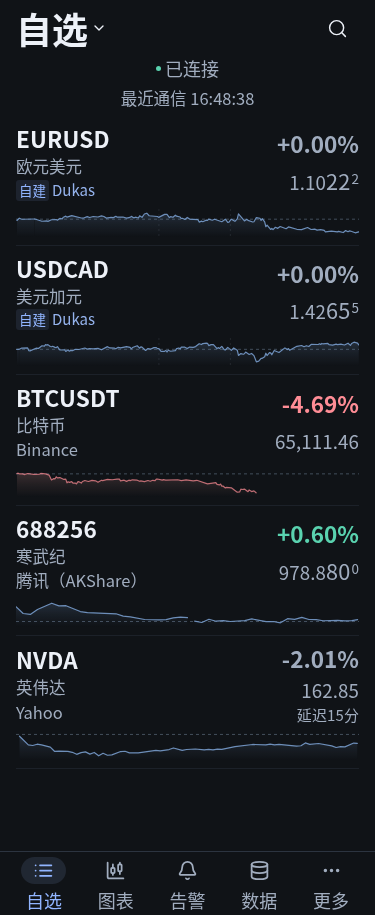 自选
已连接
最近通信 16:48:38
EURUSD
+0.00%
欧元美元
1.10222
自建 Dukas
USDCAD
+0.00%
美元加元
1.42655
自建 Dukas
BTCUSDT
-4.69%
比特币
65,111.46
Binance
688256
+0.60%
寒武纪
978.8800
腾讯（AKShare）
NVDA
-2.01%
英伟达
162.85
Yahoo
延迟15分
自选 图表 告警 数据 更多